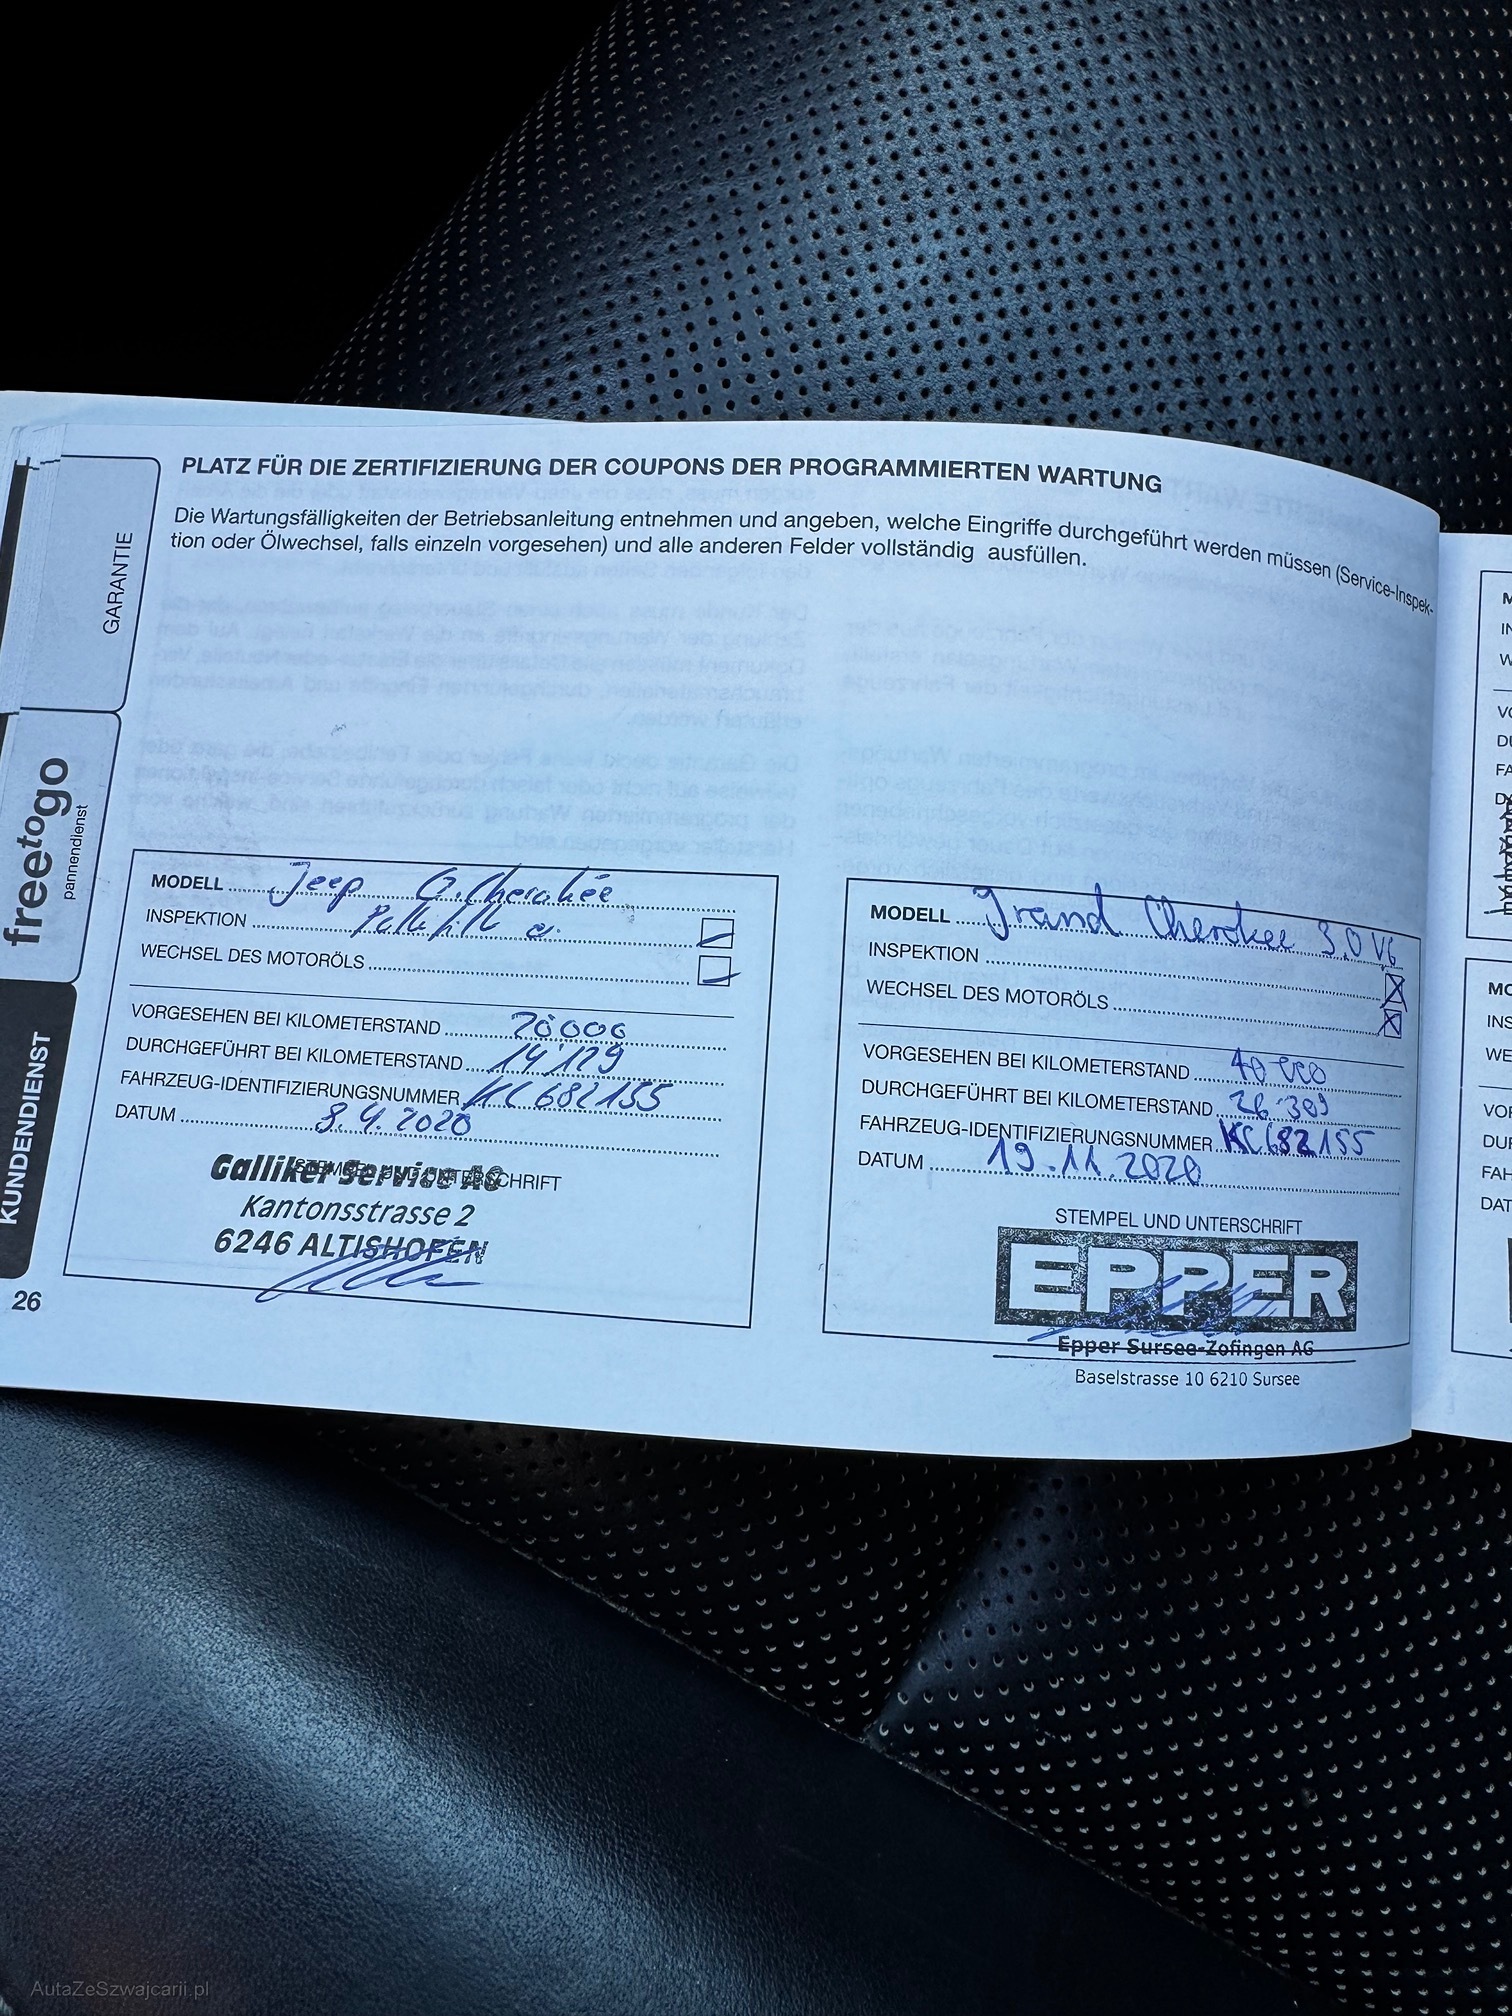 PLATZ FÜR DIE ZERTIFIZIERUNG DER COUPONS DER PROGRAMMIERTEN WARTUNG
Die Wartungsfälligkeiten der Betriebsanleitung entnehmen und angeben, welche Eingriffe durchgeführt werden müssen (Service-Inspek-
tion oder Ölwechsel, falls einzeln vorgesehen) und alle anderen Felder vollständig ausfüllen.
GARANTIE
freetogo
pannendienst
KUNDENDIENST
26
MODELL Jeep G. Cherokee
INSPEKTION
WECHSEL DES MOTORÖLS
VORGESEHEN BEI KILOMETERSTAND 20000
DURCHGEFÜHRT BEI KILOMETERSTAND 14'129
FAHRZEUG-IDENTIFIZIERUNGSNUMMER KC682155
DATUM 8.4.2020
STEMPEL UND UNTERSCHRIFT
Galliker Service AG
Kantonsstrasse 2
6246 ALTISHOFEN
MODELL Grand Cherokee 3.0 V6
INSPEKTION
WECHSEL DES MOTORÖLS
VORGESEHEN BEI KILOMETERSTAND 40 000
DURCHGEFÜHRT BEI KILOMETERSTAND 26'309
FAHRZEUG-IDENTIFIZIERUNGSNUMMER KC682155
DATUM 19.11.2020
STEMPEL UND UNTERSCHRIFT
EPPER
Epper Sursee-Zofingen AG
Baselstrasse 10 6210 Sursee
AutaZeSzwajcarii.pl